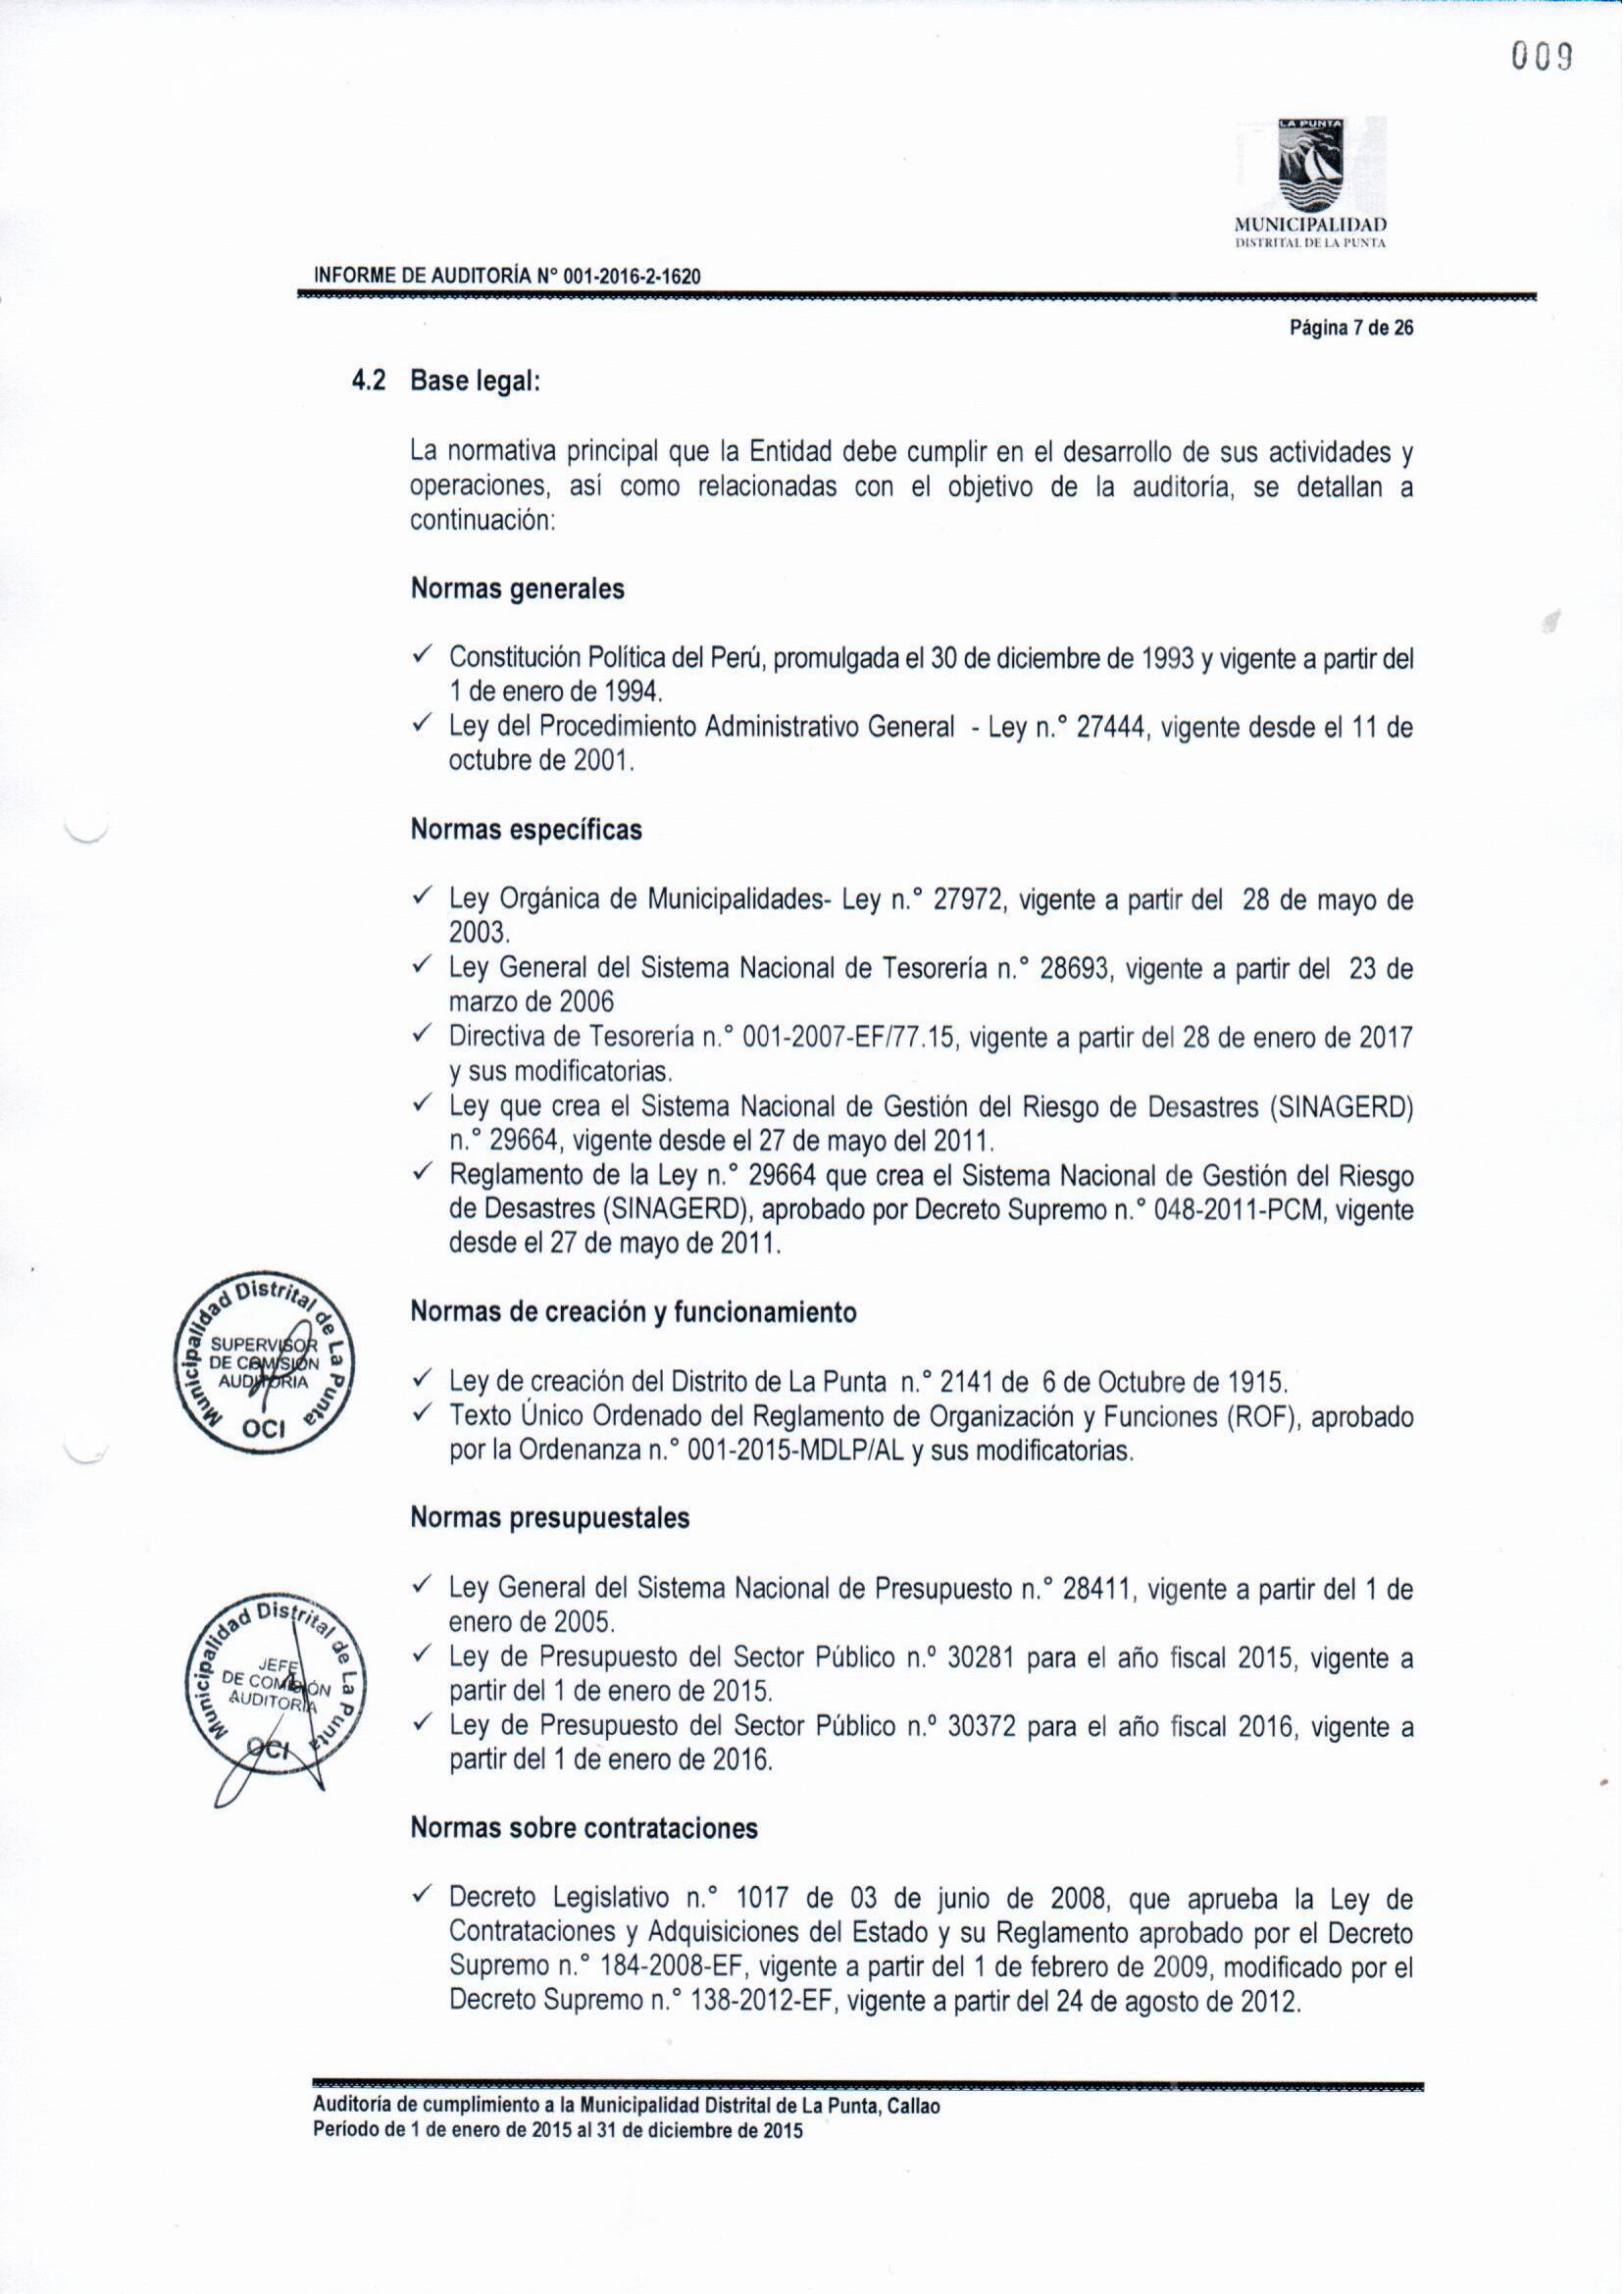 009
LA PUNTA
MUNICIPALIDAD
DISTRITAL DE LA PUNTA
INFORME DE AUDITORÍA N° 001-2016-2-1620
Página 7 de 26
4.2 Base legal:
La normativa principal que la Entidad debe cumplir en el desarrollo de sus actividades y
operaciones, así como relacionadas con el objetivo de la auditoría, se detallan a
continuación:
Normas generales
✓ Constitución Política del Perú, promulgada el 30 de diciembre de 1993 y vigente a partir del
1 de enero de 1994.
✓ Ley del Procedimiento Administrativo General - Ley n.° 27444, vigente desde el 11 de
octubre de 2001.
Normas específicas
✓ Ley Orgánica de Municipalidades- Ley n.° 27972, vigente a partir del 28 de mayo de
2003.
✓ Ley General del Sistema Nacional de Tesorería n.° 28693, vigente a partir del 23 de
marzo de 2006
✓ Directiva de Tesorería n.° 001-2007-EF/77.15, vigente a partir del 28 de enero de 2017
y sus modificatorias.
✓ Ley que crea el Sistema Nacional de Gestión del Riesgo de Desastres (SINAGERD)
n.° 29664, vigente desde el 27 de mayo del 2011.
✓ Reglamento de la Ley n.° 29664 que crea el Sistema Nacional de Gestión del Riesgo
de Desastres (SINAGERD), aprobado por Decreto Supremo n.° 048-2011-PCM, vigente
desde el 27 de mayo de 2011.
Municipalidad Distrital de La Punta
SUPERVISOR
DE COMISIÓN
AUDITORIA
OCI
Normas de creación y funcionamiento
✓ Ley de creación del Distrito de La Punta n.° 2141 de 6 de Octubre de 1915.
✓ Texto Único Ordenado del Reglamento de Organización y Funciones (ROF), aprobado
por la Ordenanza n.° 001-2015-MDLP/AL y sus modificatorias.
Normas presupuestales
✓ Ley General del Sistema Nacional de Presupuesto n.° 28411, vigente a partir del 1 de
enero de 2005.
✓ Ley de Presupuesto del Sector Público n.º 30281 para el año fiscal 2015, vigente a
partir del 1 de enero de 2015.
✓ Ley de Presupuesto del Sector Público n.º 30372 para el año fiscal 2016, vigente a
partir del 1 de enero de 2016.
Municipalidad Distrital de La Punta
JEFE
DE COMISIÓN
AUDITORIA
OCI
Normas sobre contrataciones
✓ Decreto Legislativo n.° 1017 de 03 de junio de 2008, que aprueba la Ley de
Contrataciones y Adquisiciones del Estado y su Reglamento aprobado por el Decreto
Supremo n.° 184-2008-EF, vigente a partir del 1 de febrero de 2009, modificado por el
Decreto Supremo n.° 138-2012-EF, vigente a partir del 24 de agosto de 2012.
Auditoría de cumplimiento a la Municipalidad Distrital de La Punta, Callao
Período de 1 de enero de 2015 al 31 de diciembre de 2015